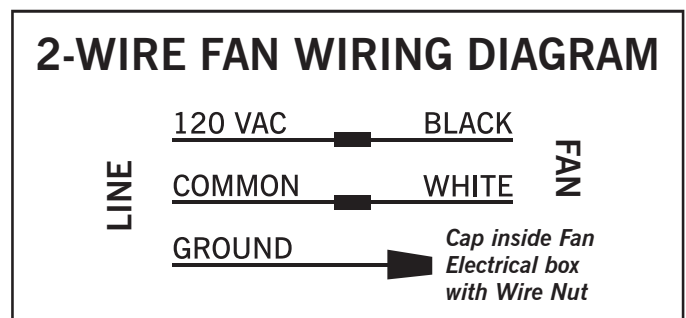 2-WIRE FAN WIRING DIAGRAM
120 VAC BLACK
LINE
COMMON WHITE
FAN
GROUND
Cap inside Fan
Electrical box
with Wire Nut